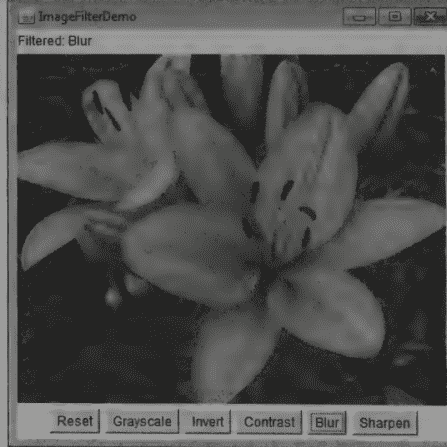 ImageFilterDemo
Filtered: Blur
Reset Grayscale Invert Contrast Blur Sharpen